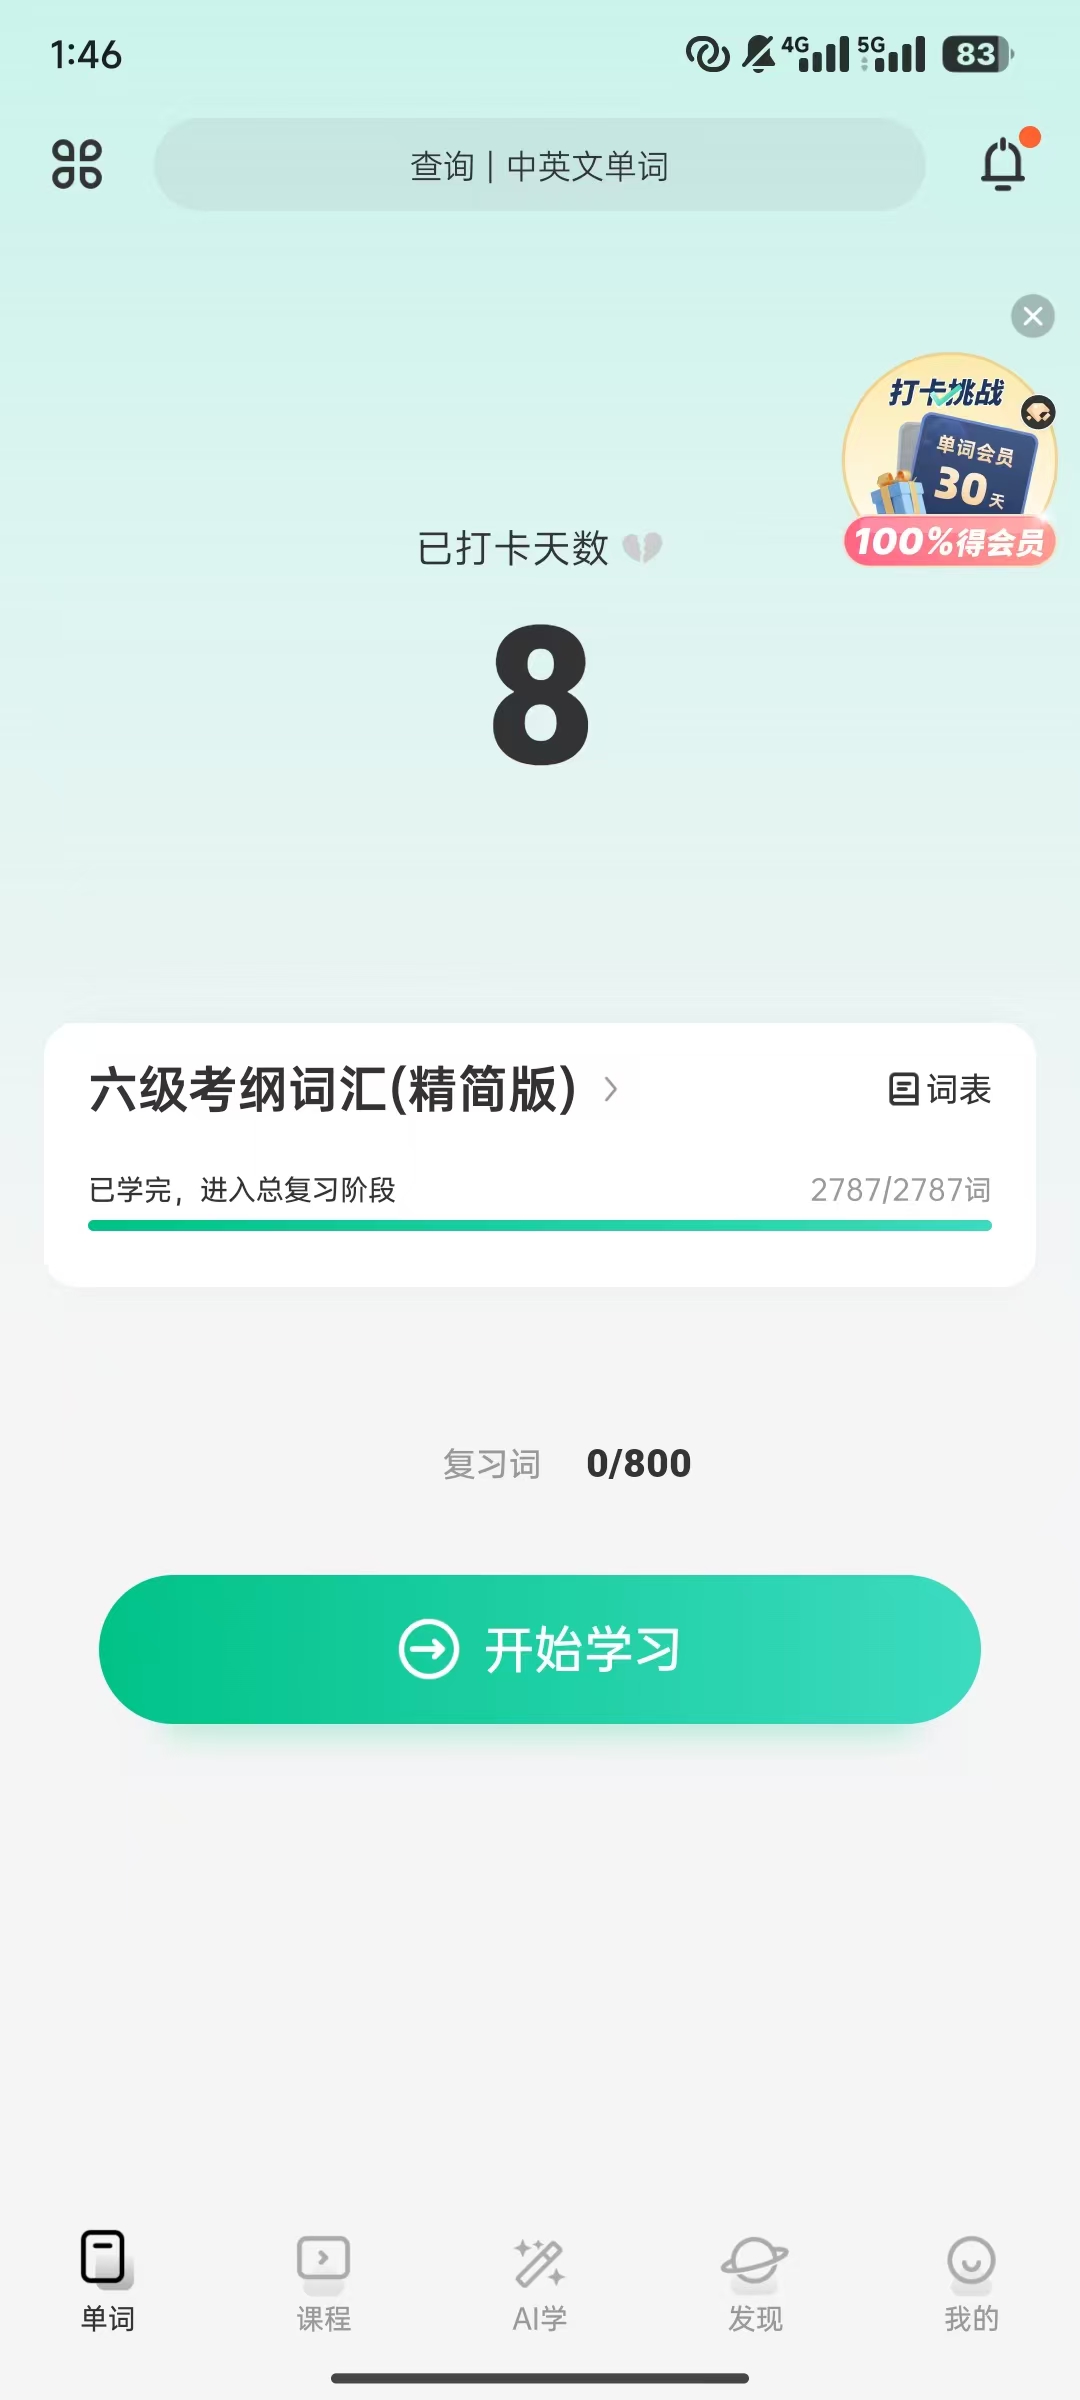 1:46
4G
5G
83
查询 | 中英文单词
打卡挑战
单词会员
30天
100%得会员
已打卡天数
8
六级考纲词汇(精简版)
词表
已学完，进入总复习阶段
2787/2787词
复习词 0/800
开始学习
单词
课程
AI学
发现
我的